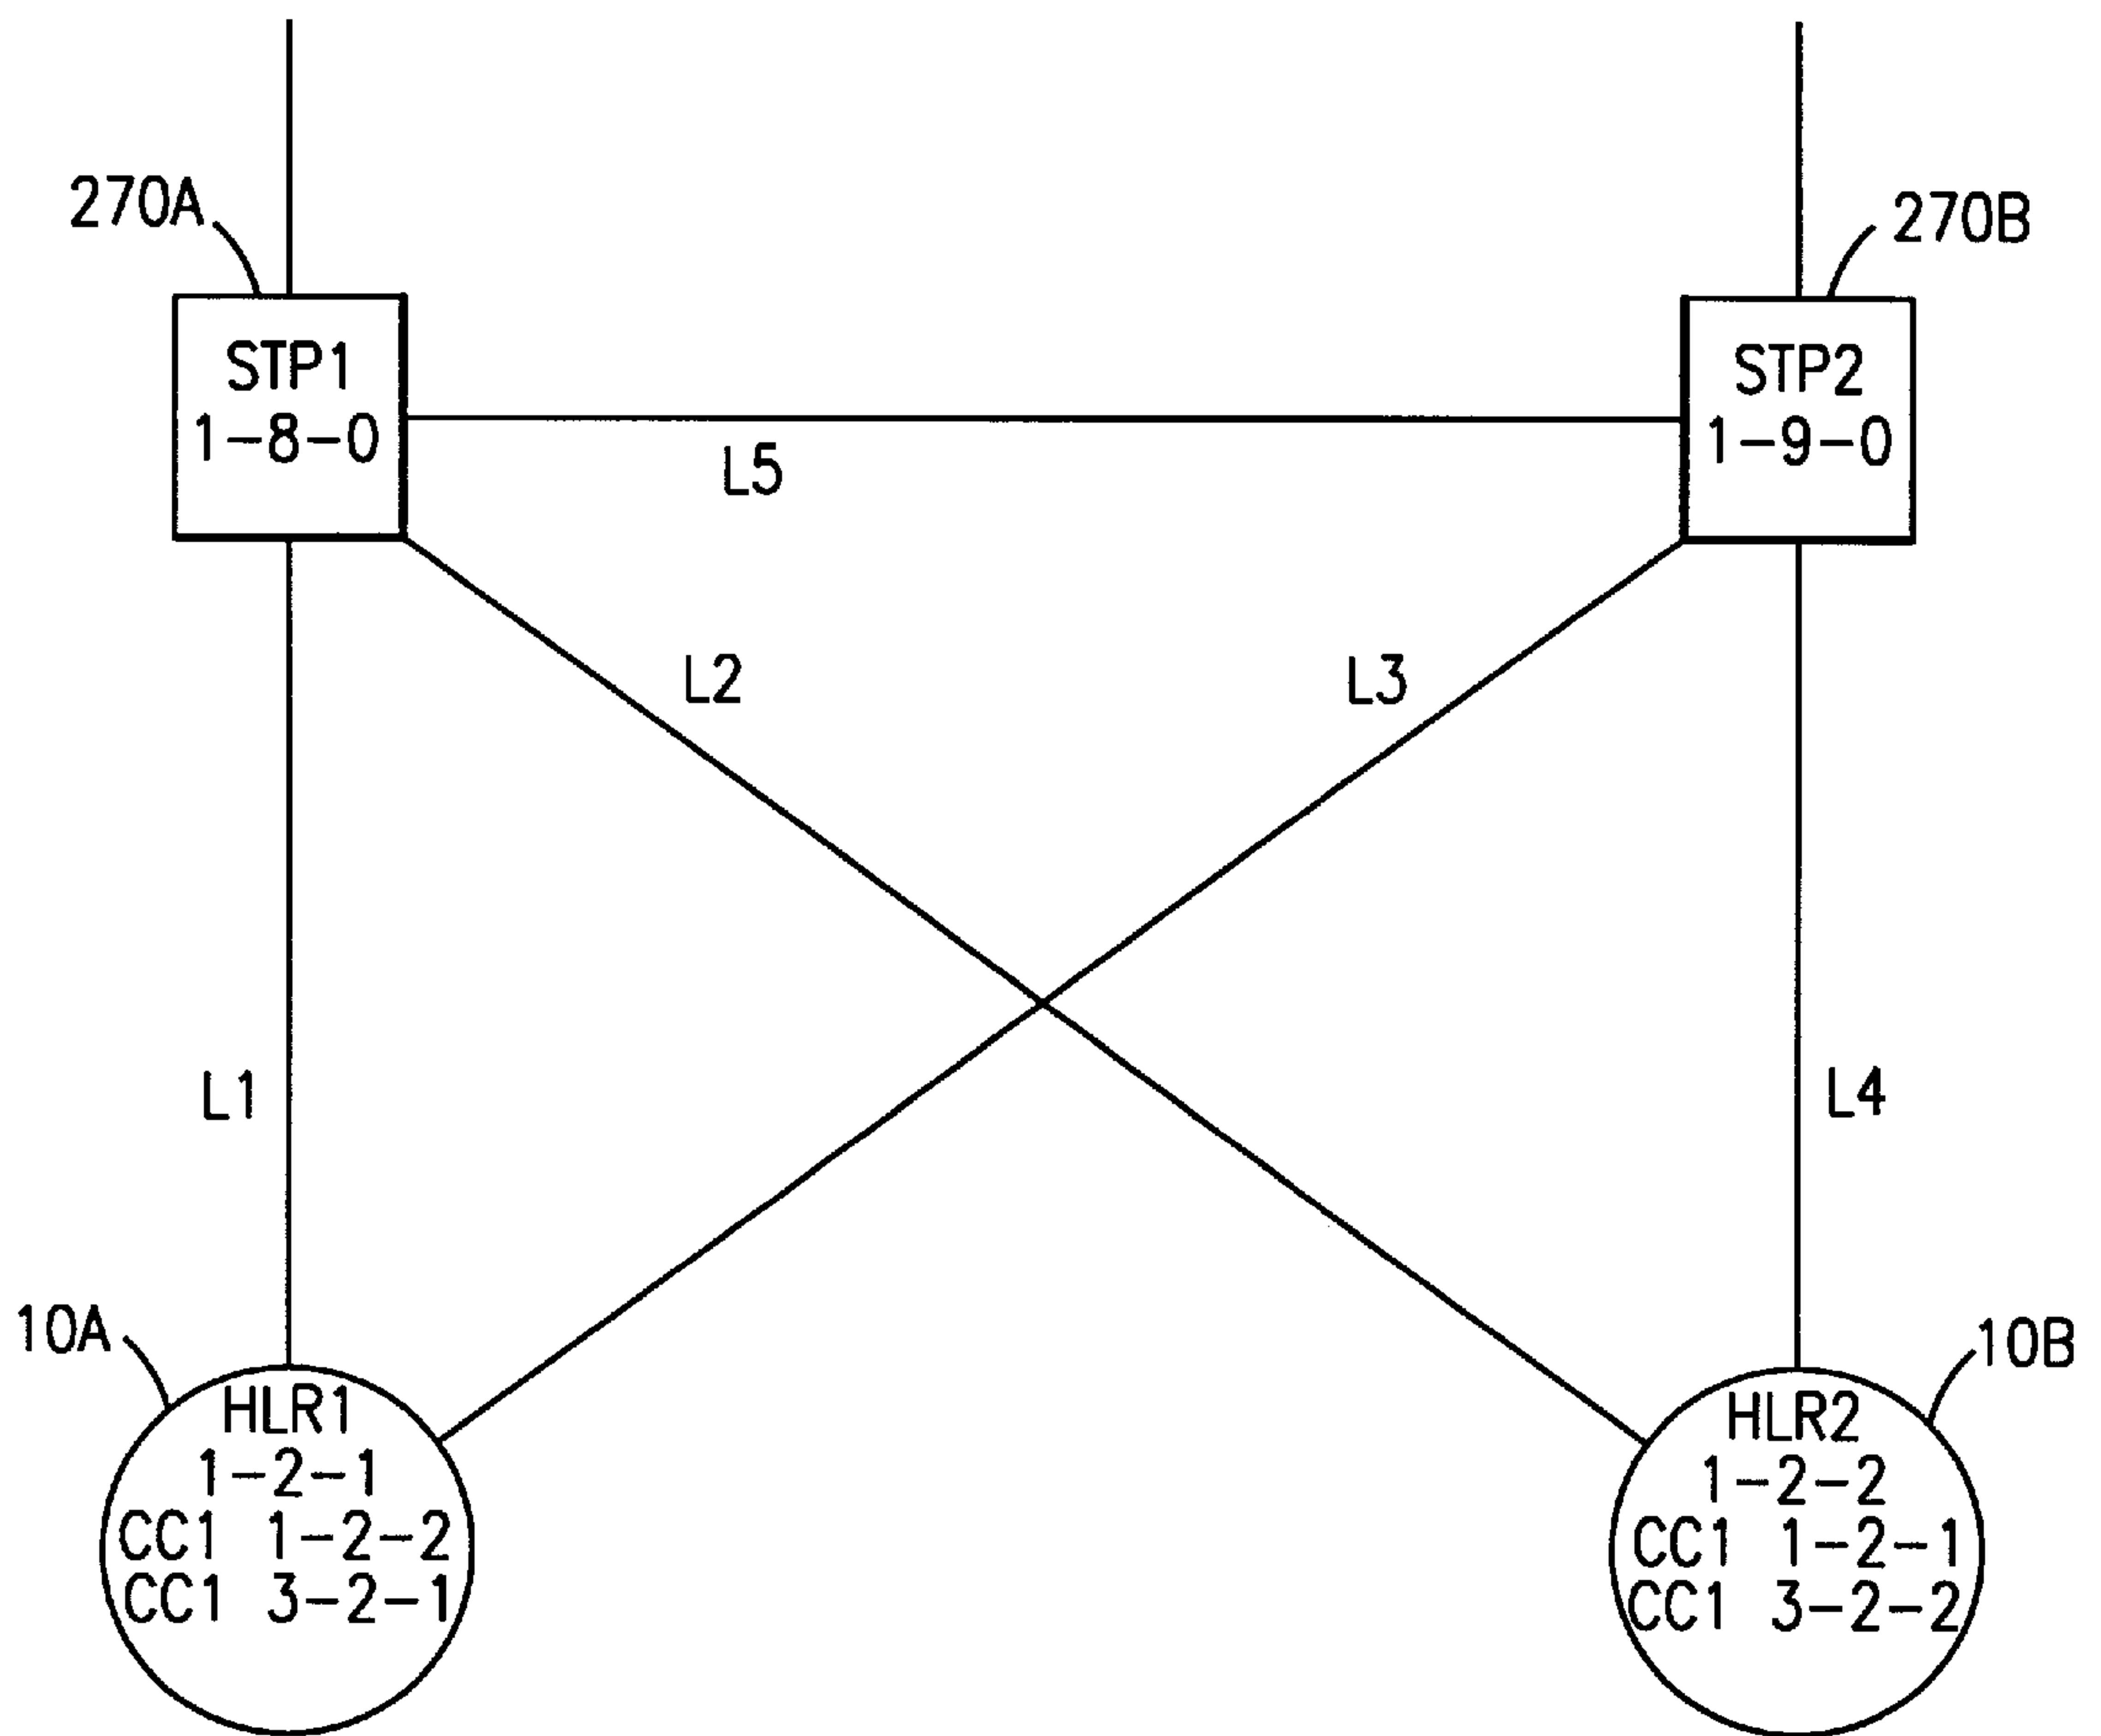 270A
270B
STP1
1-8-0
STP2
1-9-0
L5
L2
L3
L1
L4
10A
10B
HLR1
1-2-1
CC1 1-2-2
CC1 3-2-1
HLR2
1-2-2
CC1 1-2-1
CC1 3-2-2